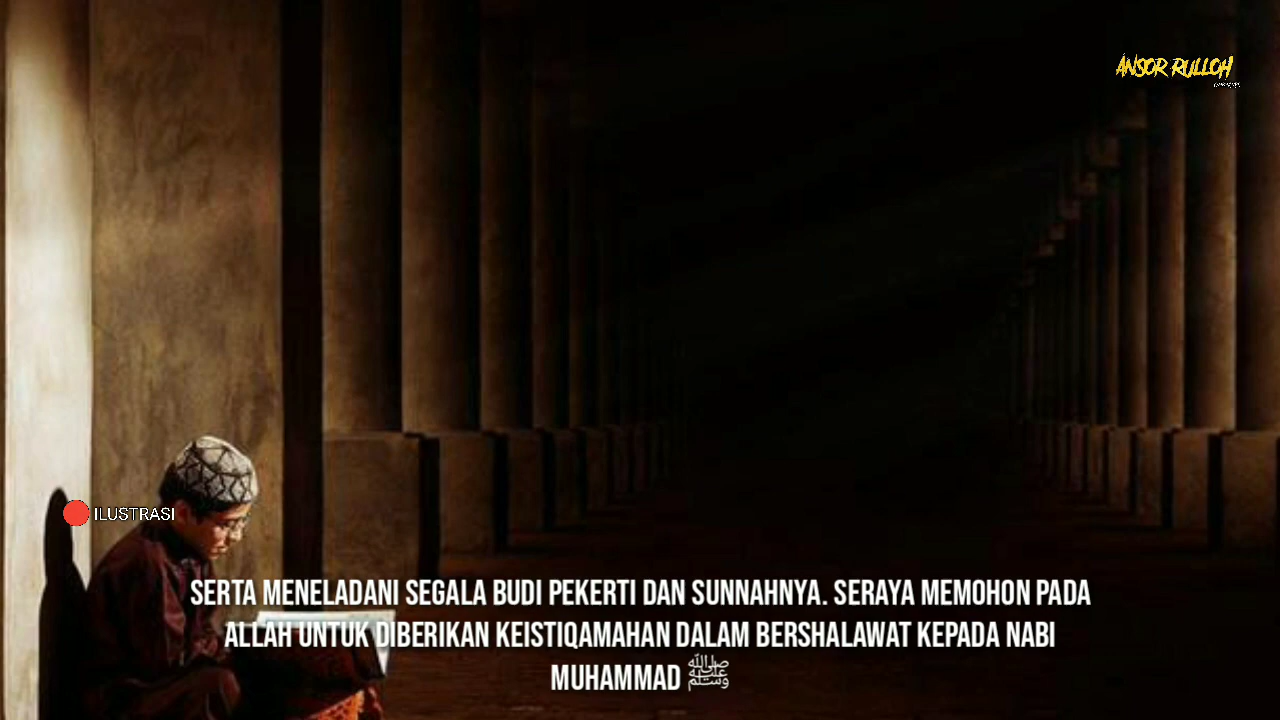 ANSOR RULLOH
ILUSTRASI
SERTA MENELADANI SEGALA BUDI PEKERTI DAN SUNNAHNYA. SERAYA MEMOHON PADA
ALLAH UNTUK DIBERIKAN KEISTIQAMAHAN DALAM BERSHALAWAT KEPADA NABI
MUHAMMAD ﷺ